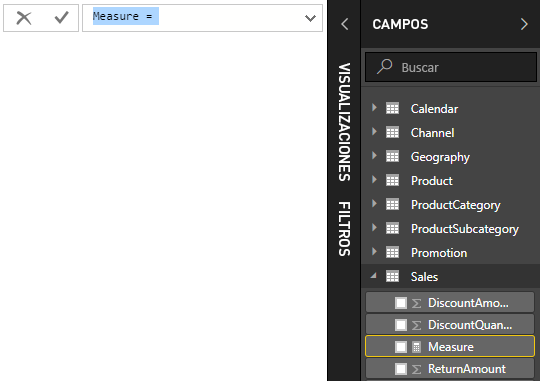 Measure =
VISUALIZACIONES
FILTROS
CAMPOS
Buscar
Calendar
Channel
Geography
Product
ProductCategory
ProductSubcategory
Promotion
Sales
DiscountAmo...
DiscountQuan...
Measure
ReturnAmount